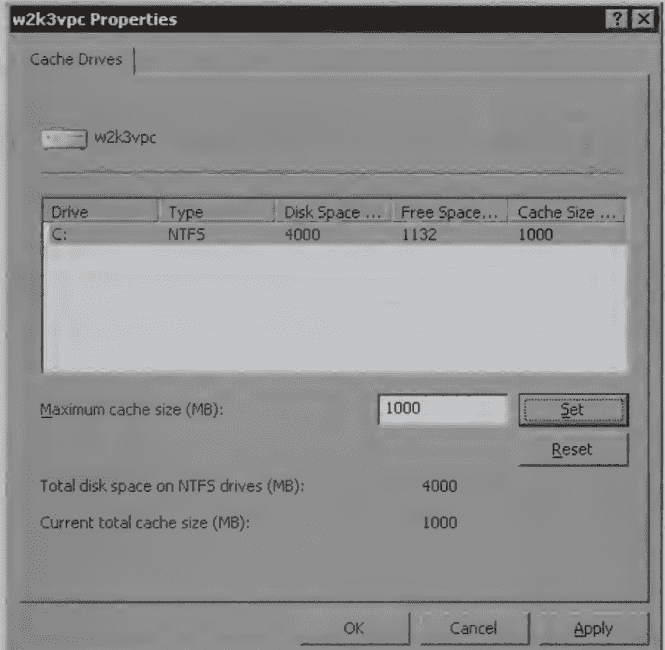 w2k3vpc Properties
Cache Drives
w2k3vpc
Drive Type Disk Space ... Free Space... Cache Size ...
C: NTFS 4000 1132 1000
Maximum cache size (MB): 1000 Set
Reset
Total disk space on NTFS drives (MB): 4000
Current total cache size (MB): 1000
OK Cancel Apply